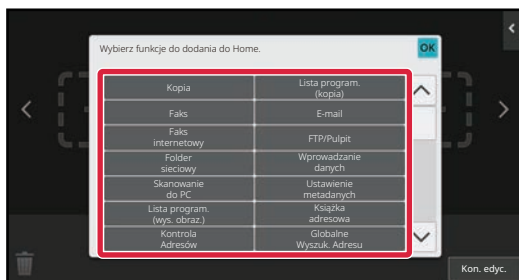 Wybierz funkcje do dodania do Home.
OK
Kopia
Lista program.
(kopia)
Faks
E-mail
Faks
internetowy
FTP/Pulpit
Folder
sieciowy
Wprowadzanie
danych
Skanowanie
do PC
Ustawienie
metadanych
Lista program.
(wys. obraz.)
Książka
adresowa
Kontrola
Adresów
Globalne
Wyszuk. Adresu
Kon. edyc.